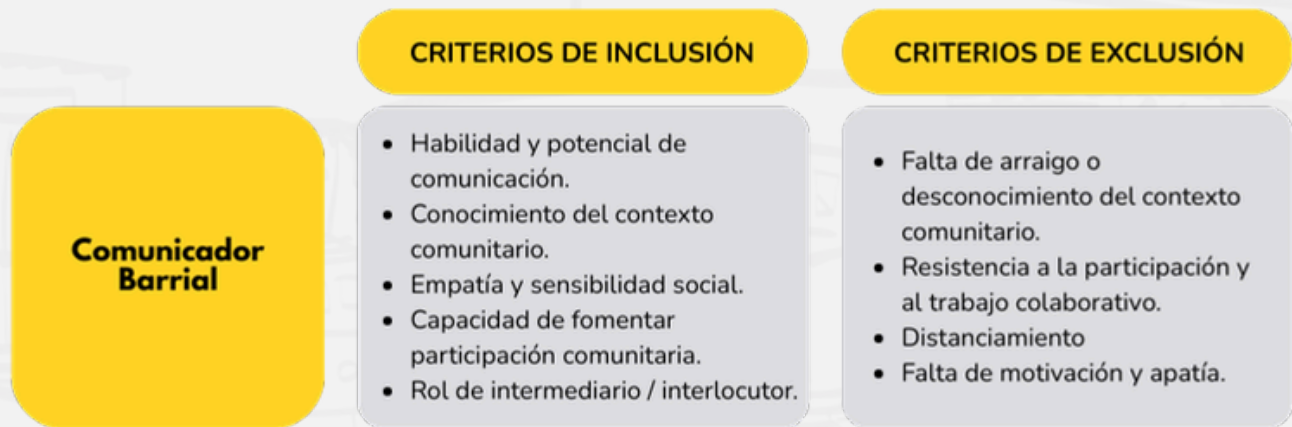 CRITERIOS DE INCLUSIÓN
CRITERIOS DE EXCLUSIÓN
Comunicador
Barrial
• Habilidad y potencial de
comunicación.
• Conocimiento del contexto
comunitario.
• Empatía y sensibilidad social.
• Capacidad de fomentar
participación comunitaria.
• Rol de intermediario / interlocutor.
• Falta de arraigo o
desconocimiento del contexto
comunitario.
• Resistencia a la participación y
al trabajo colaborativo.
• Distanciamiento
• Falta de motivación y apatía.